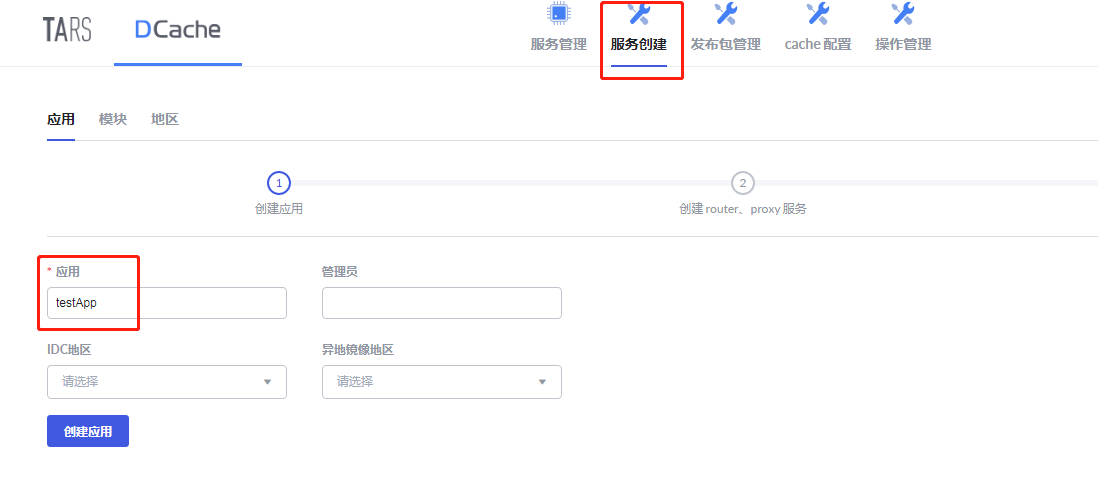 TARS DCache
服务管理 服务创建 发布包管理 cache 配置 操作管理
应用 模块 地区
1 2
创建应用 创建 router、proxy 服务
* 应用 管理员
testApp
IDC地区 异地镜像地区
请选择 请选择
创建应用